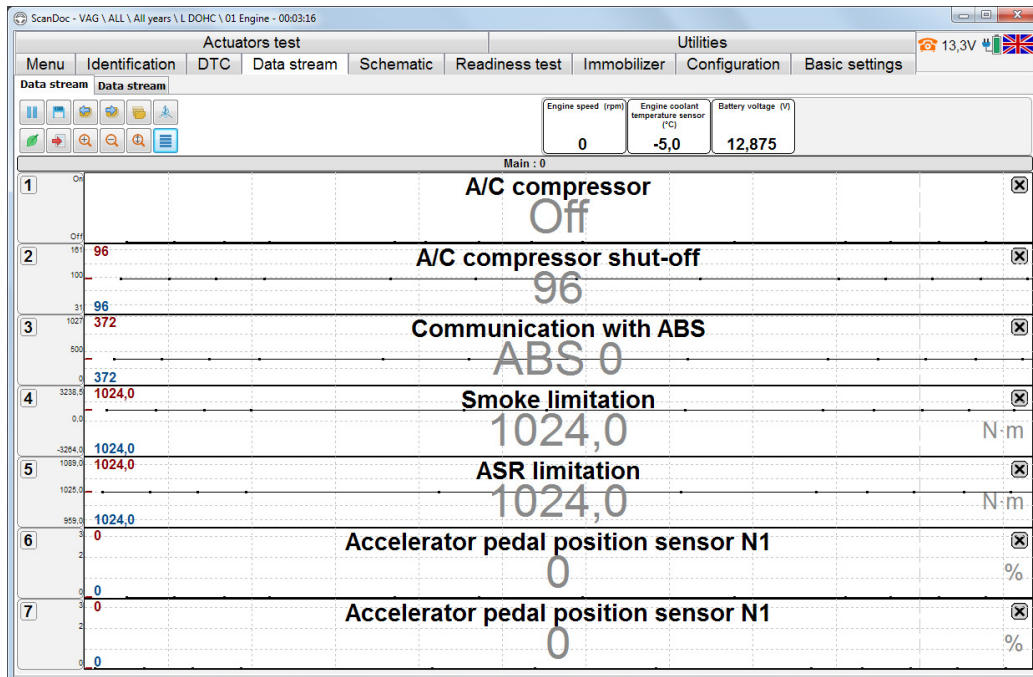 ScanDoc - VAG \ ALL \ All years \ L DOHC \ 01 Engine - 00:03:16
Actuators test Utilities 13,3V
Menu Identification DTC Data stream Schematic Readiness test Immobilizer Configuration Basic settings
Data stream Data stream
Engine speed (rpm) Engine coolant temperature sensor (°C) Battery voltage (V)
0 -5,0 12,875
Main : 0
1 On A/C compressor
Off
Off
2 161 96 A/C compressor shut-off
100 96
31 96
3 1027 372 Communication with ABS
500 ABS 0
0 372
4 3238,5 1024,0 Smoke limitation
0,0 1024,0 N·m
-3264,0 1024,0
5 1089,0 1024,0 ASR limitation
1025,0 1024,0 N·m
959,0 1024,0
6 3 0 Accelerator pedal position sensor N1
2 0 %
0 0
7 3 0 Accelerator pedal position sensor N1
2 0 %
0 0